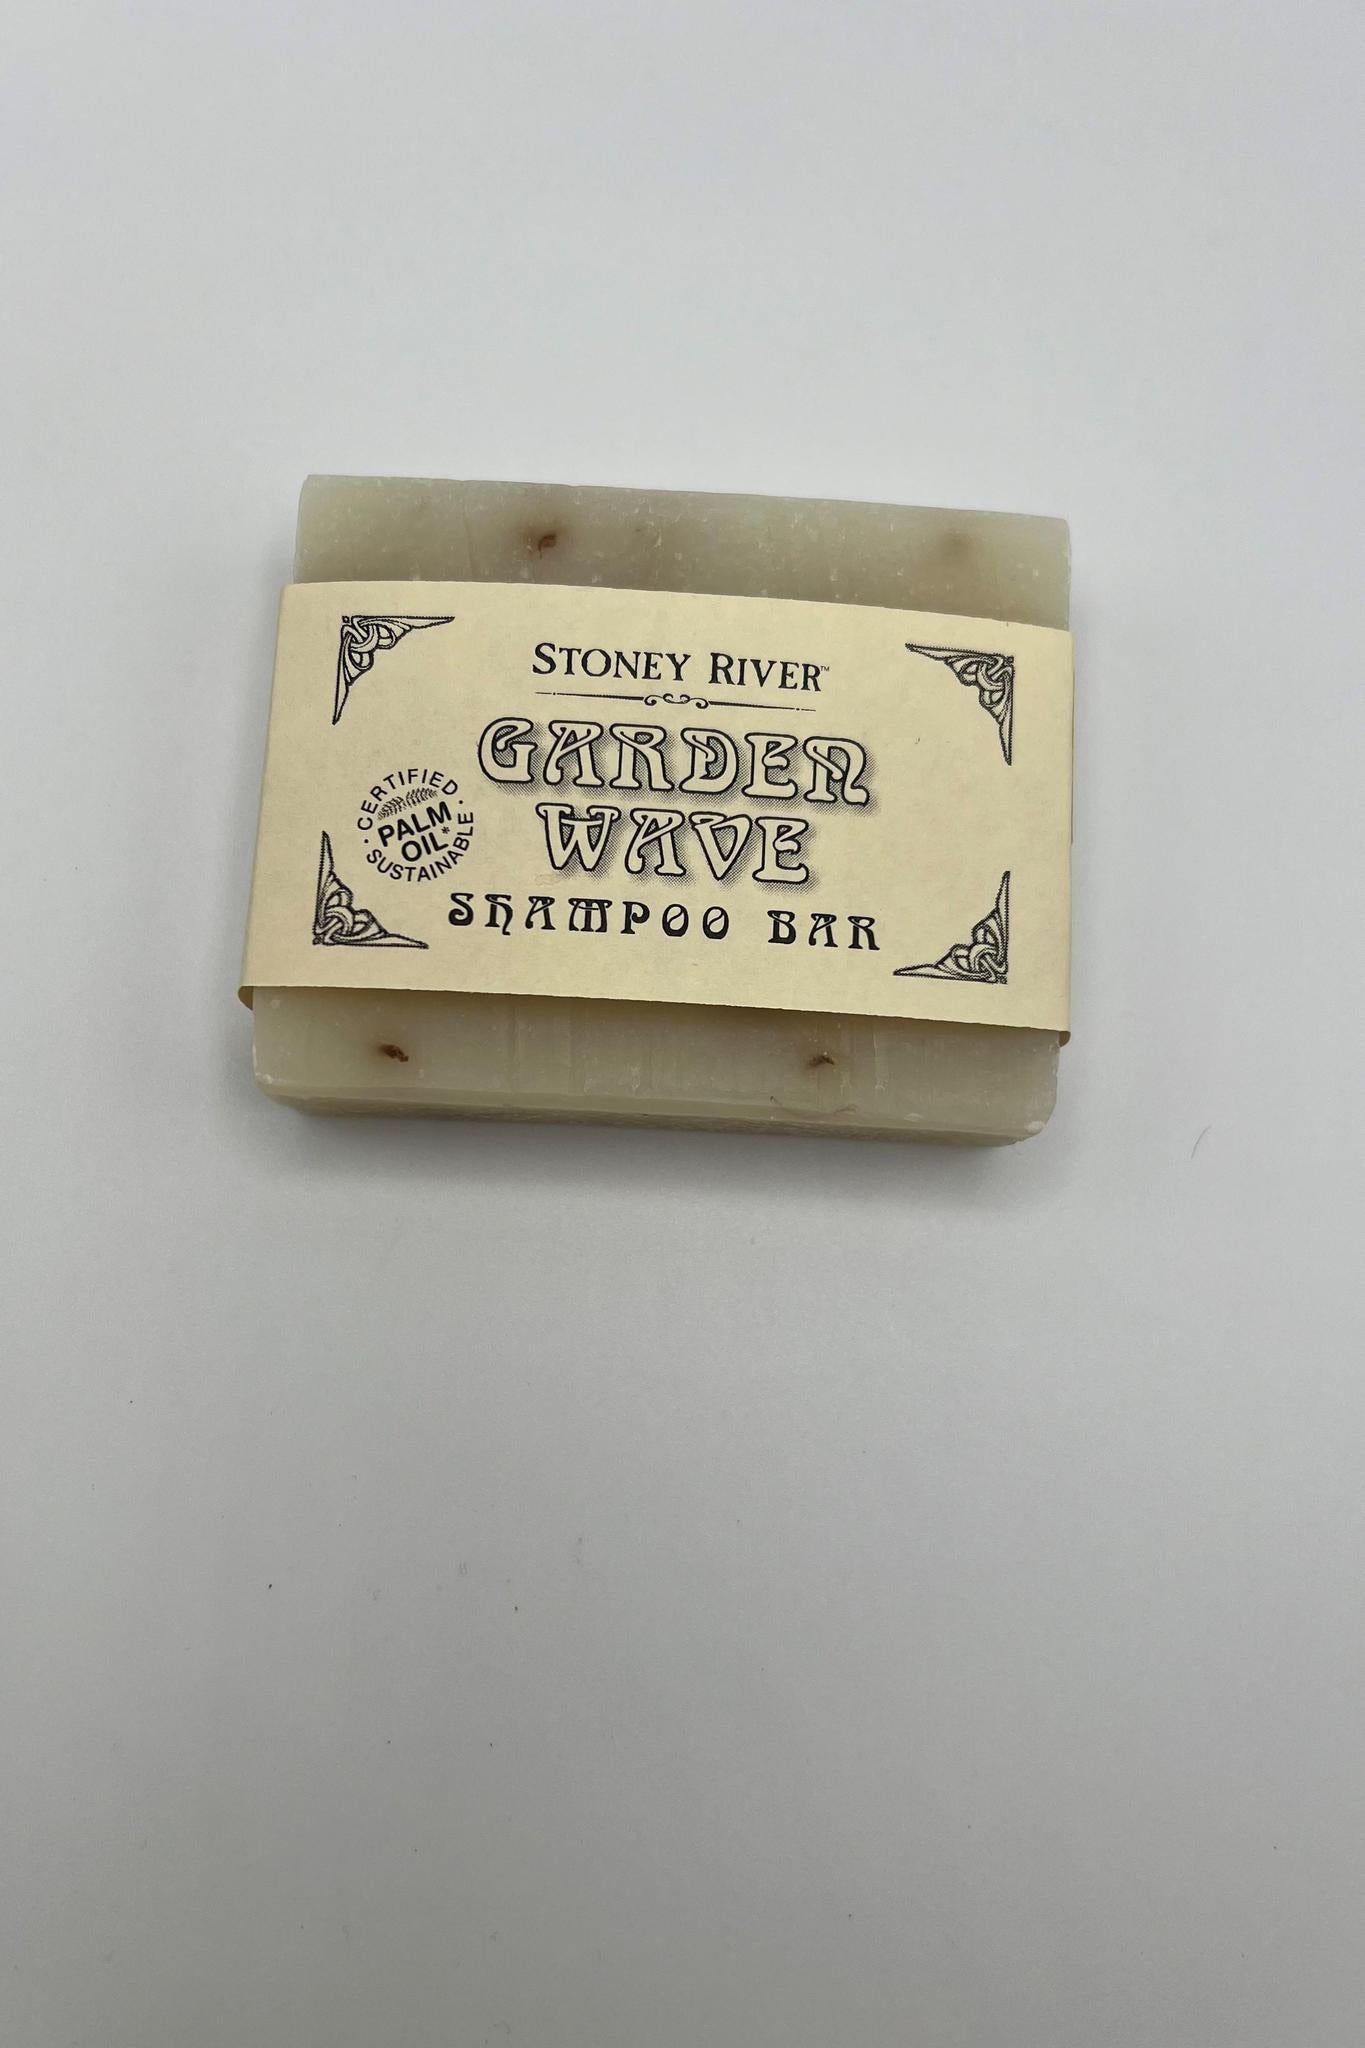 STONEY RIVER™
GARDEN
WAVE
SHAMPOO BAR
CERTIFIED
PALM
OIL*
SUSTAINABLE